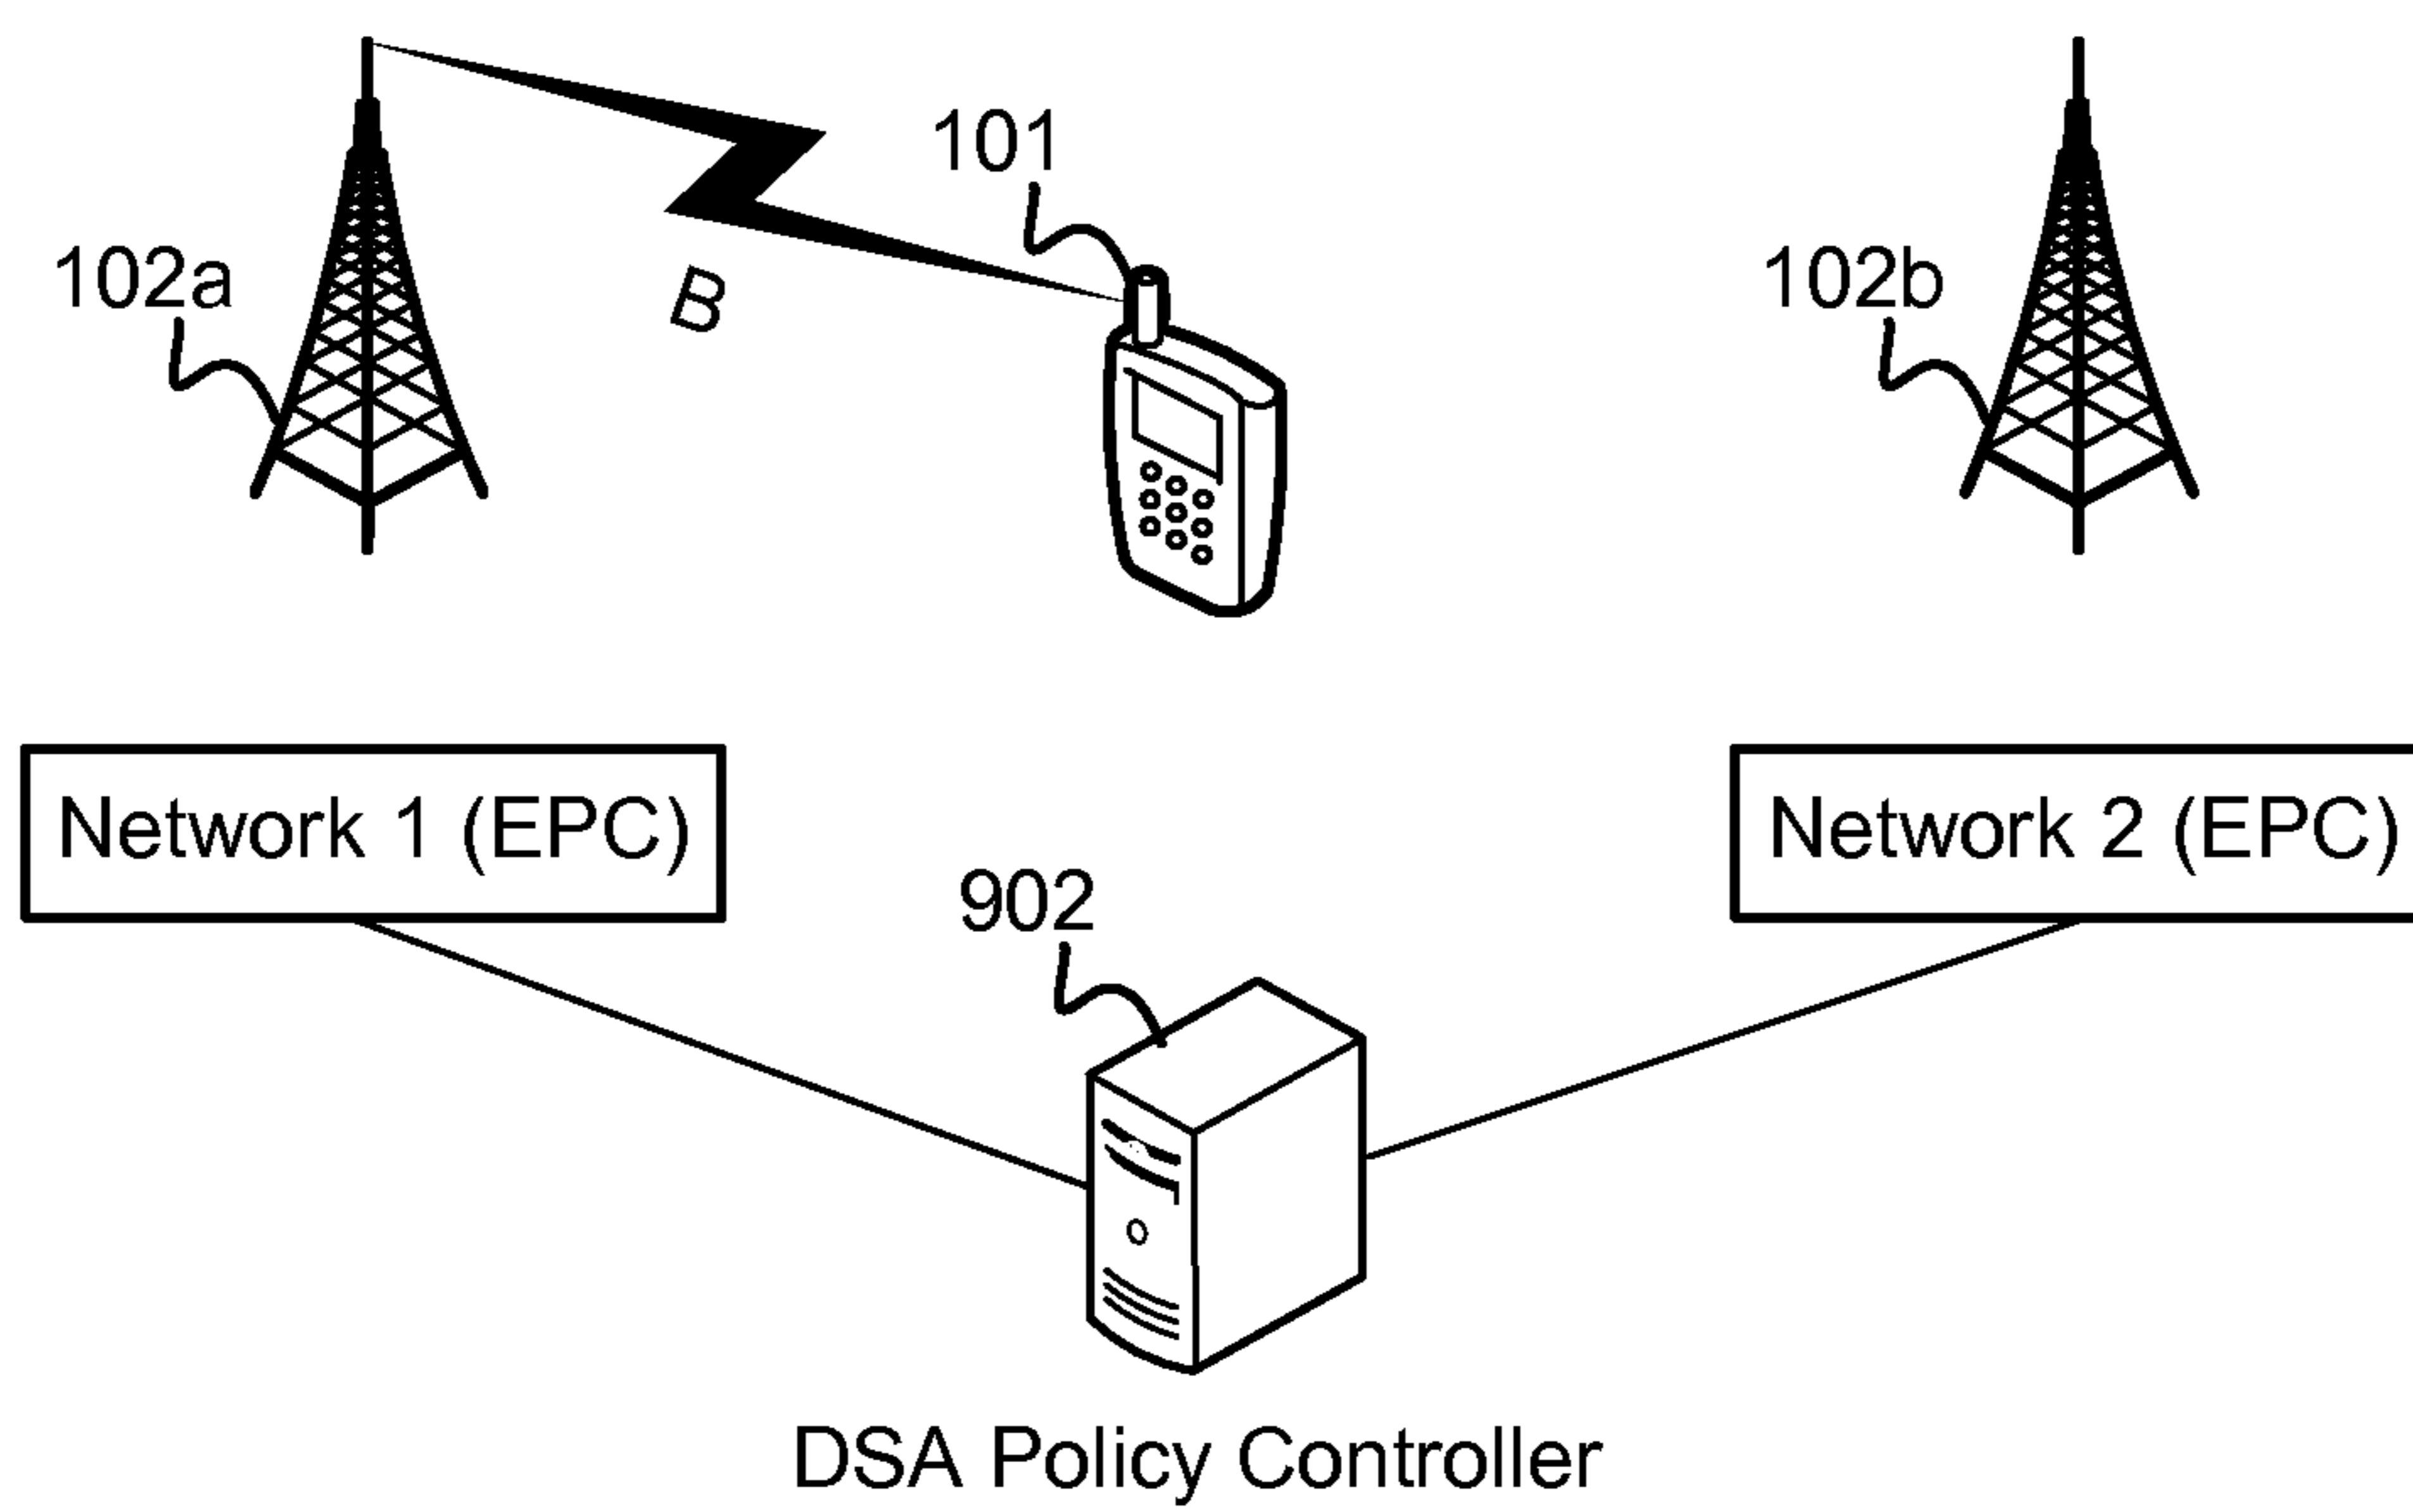 101
102a
B
102b
Network 1 (EPC)
Network 2 (EPC)
902
DSA Policy Controller